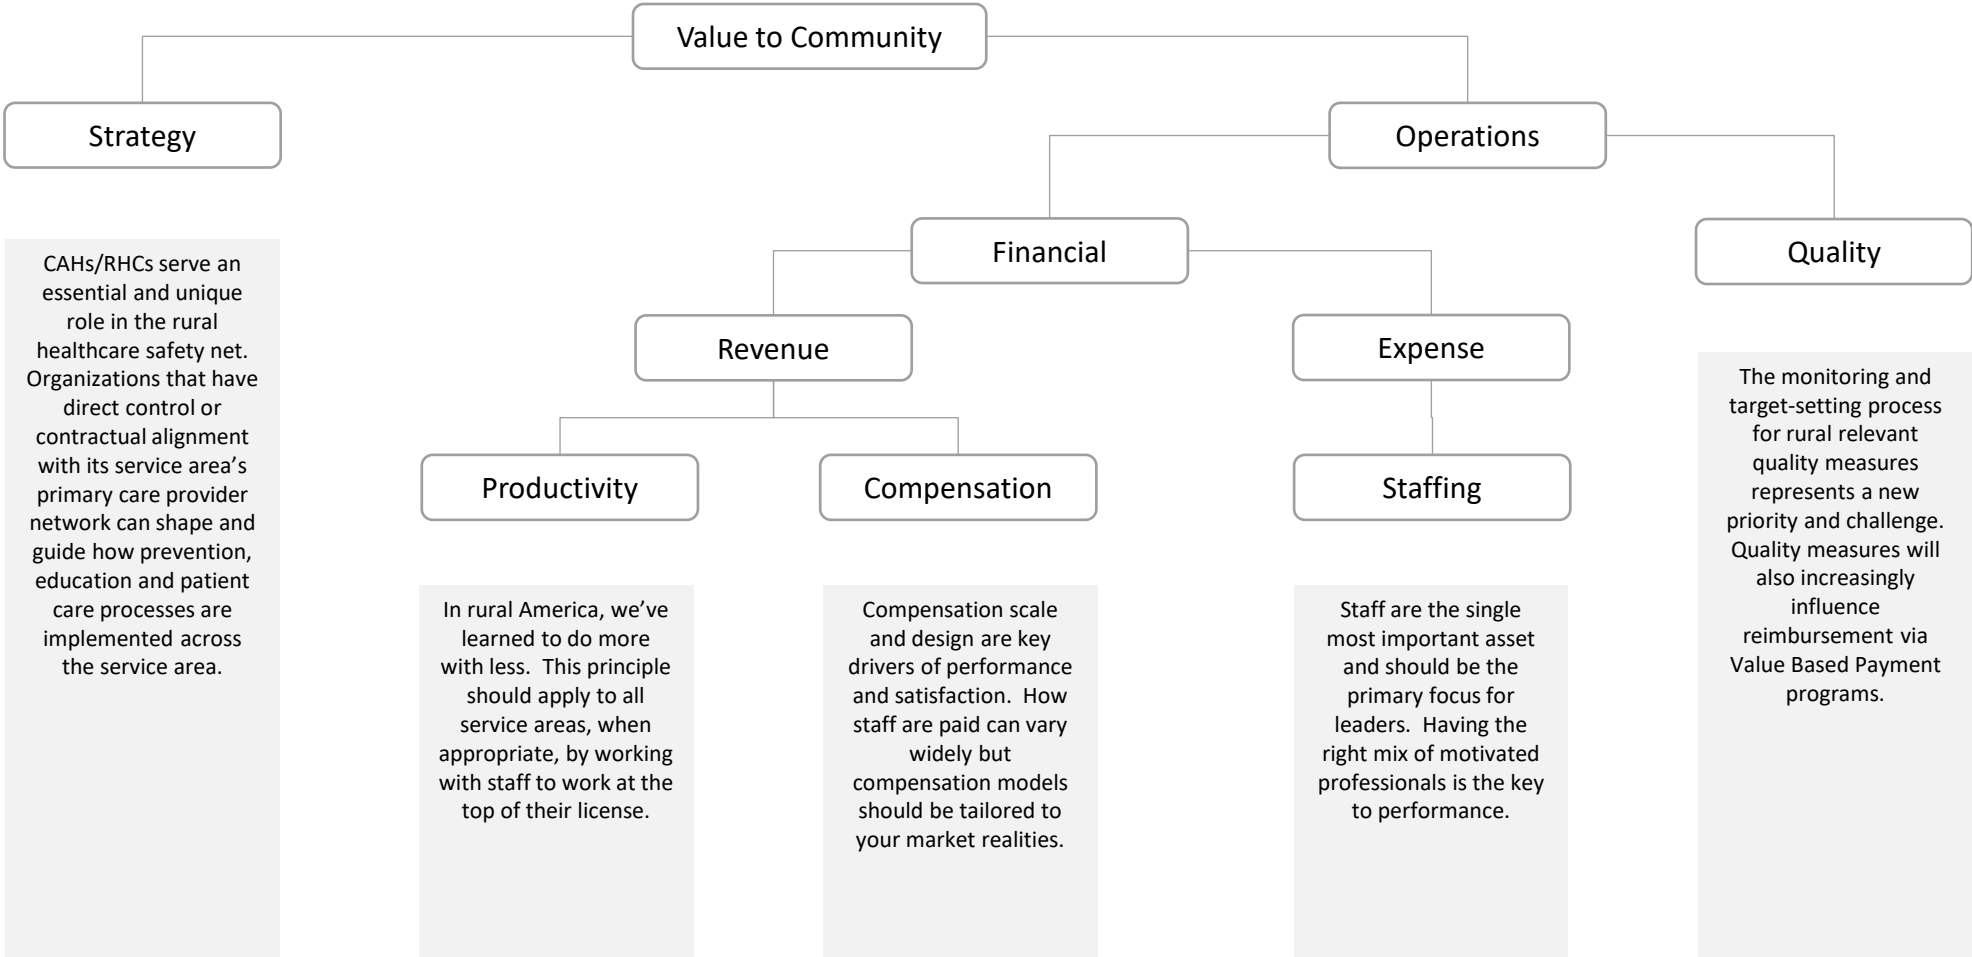 Value to Community
Strategy
Operations
Financial
Quality
Revenue
Expense
Productivity
Compensation
Staffing
CAHs/RHCs serve an
essential and unique
role in the rural
healthcare safety net.
Organizations that have
direct control or
contractual alignment
with its service area’s
primary care provider
network can shape and
guide how prevention,
education and patient
care processes are
implemented across
the service area.
In rural America, we’ve
learned to do more
with less.  This principle
should apply to all
service areas, when
appropriate, by working
with staff to work at the
top of their license.
Compensation scale
and design are key
drivers of performance
and satisfaction.  How
staff are paid can vary
widely but
compensation models
should be tailored to
your market realities.
Staff are the single
most important asset
and should be the
primary focus for
leaders.  Having the
right mix of motivated
professionals is the key
to performance.
The monitoring and
target-setting process
for rural relevant
quality measures
represents a new
priority and challenge.
Quality measures will
also increasingly
influence
reimbursement via
Value Based Payment
programs.